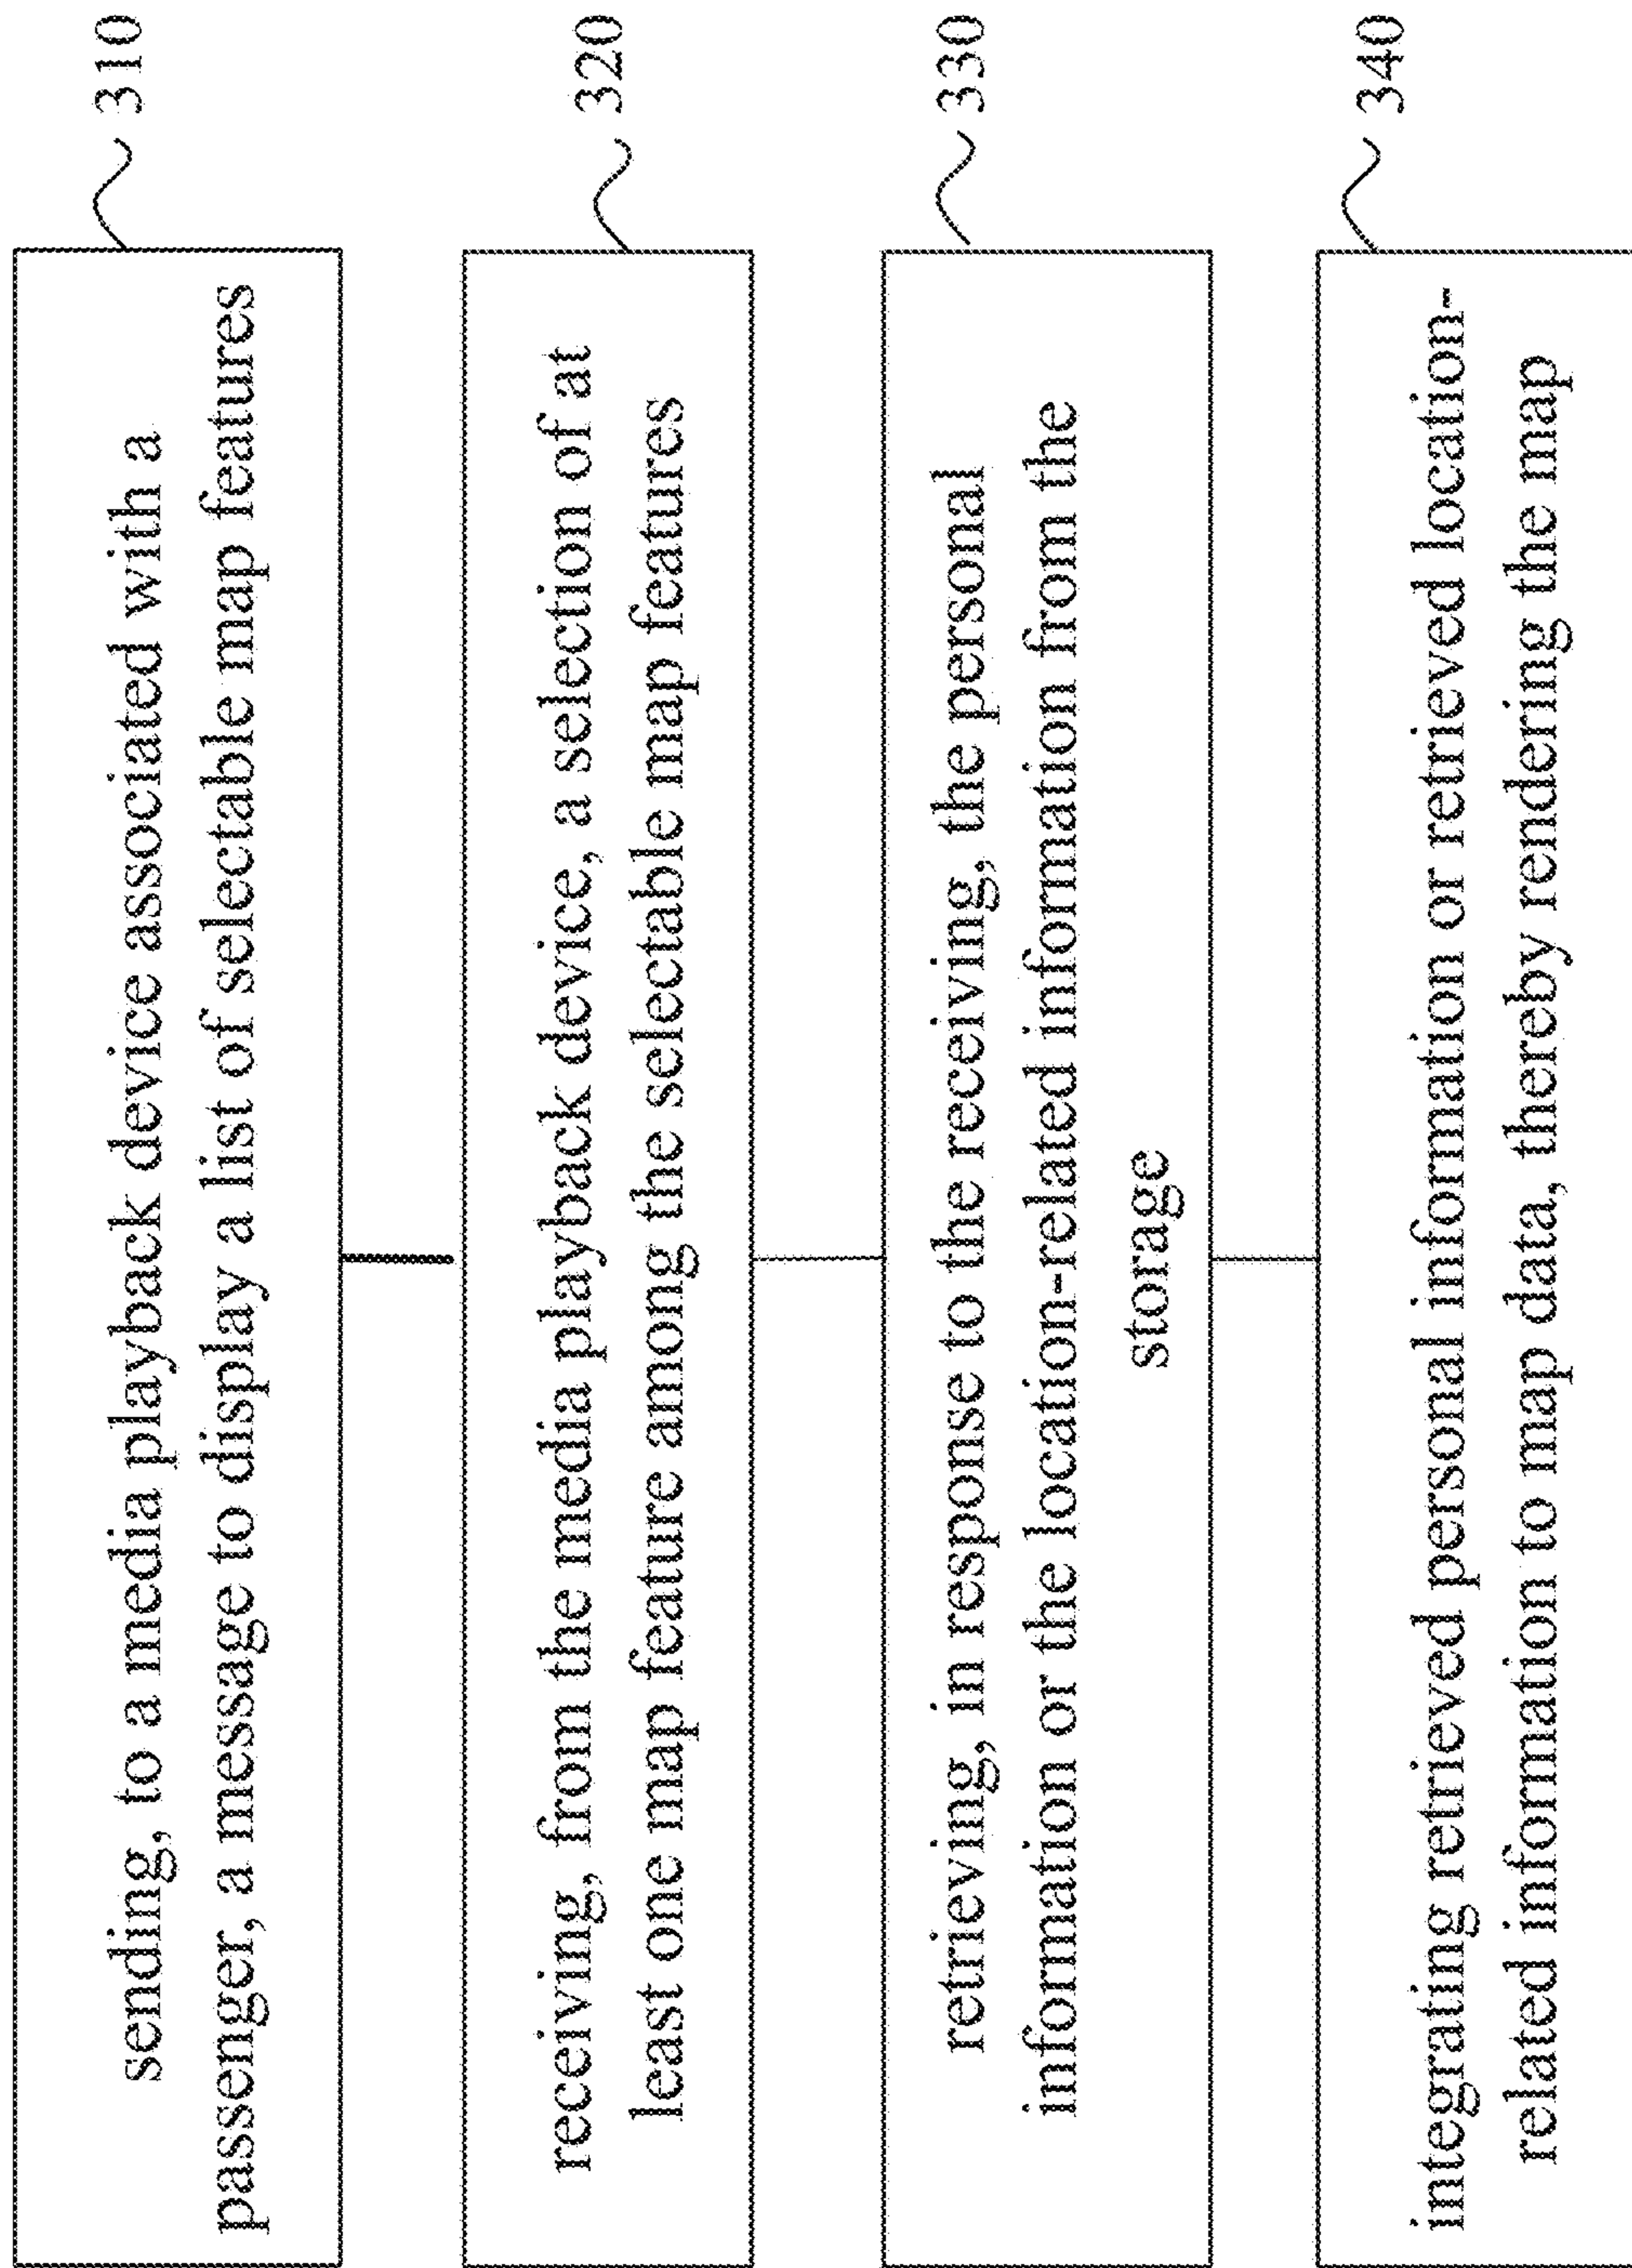 sending, to a media playback device associated with a
passenger, a message to display a list of selectable map features
310
receiving, from the media playback device, a selection of at
least one map feature among the selectable map features
320
retrieving, in response to the receiving, the personal
information or the location-related information from the
storage
330
integrating retrieved personal information or retrieved location-
related information to map data, thereby rendering the map
340